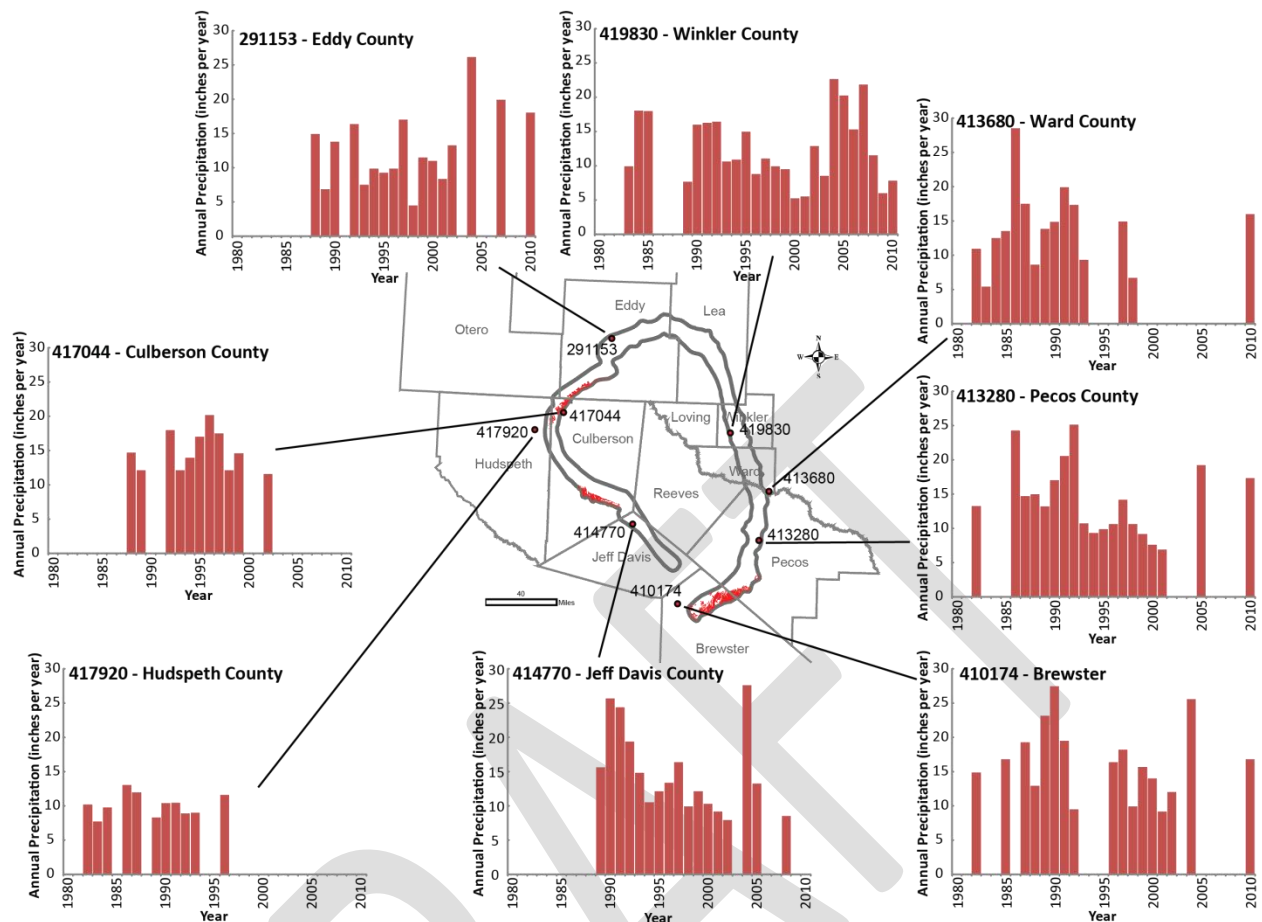 291153 - Eddy County
Annual Precipitation (inches per year)
30
25
20
15
10
5
0
1980
1985
1990
1995
2000
2005
2010
Year
419830 - Winkler County
Annual Precipitation (inches per year)
30
25
20
15
10
5
0
1980
1985
1990
1995
2000
2005
2010
Year
413680 - Ward County
Annual Precipitation (inches per year)
30
25
20
15
10
5
0
1980
1985
1990
1995
2000
2005
2010
Year
417044 - Culberson County
Annual Precipitation (inches per year)
30
25
20
15
10
5
0
1980
1985
1990
1995
2000
2005
2010
Year
Otero
Eddy
Lea
291153
N
W
E
S
417044
Loving
Winkler
417920
Culberson
419830
Hudspeth
Ward
413680
Reeves
414770
413280
Jeff Davis
Pecos
410174
40
Miles
Brewster
413280 - Pecos County
Annual Precipitation (inches per year)
30
25
20
15
10
5
0
1980
1985
1990
1995
2000
2005
2010
Year
417920 - Hudspeth County
Annual Precipitation (inches per year)
30
25
20
15
10
5
0
1980
1985
1990
1995
2000
2005
2010
Year
414770 - Jeff Davis County
Annual Precipitation (inches per year)
30
25
20
15
10
5
0
1980
1985
1990
1995
2000
2005
2010
Year
410174 - Brewster
Annual Precipitation (inches per year)
30
25
20
15
10
5
0
1980
1985
1990
1995
2000
2005
2010
Year
DRAFT